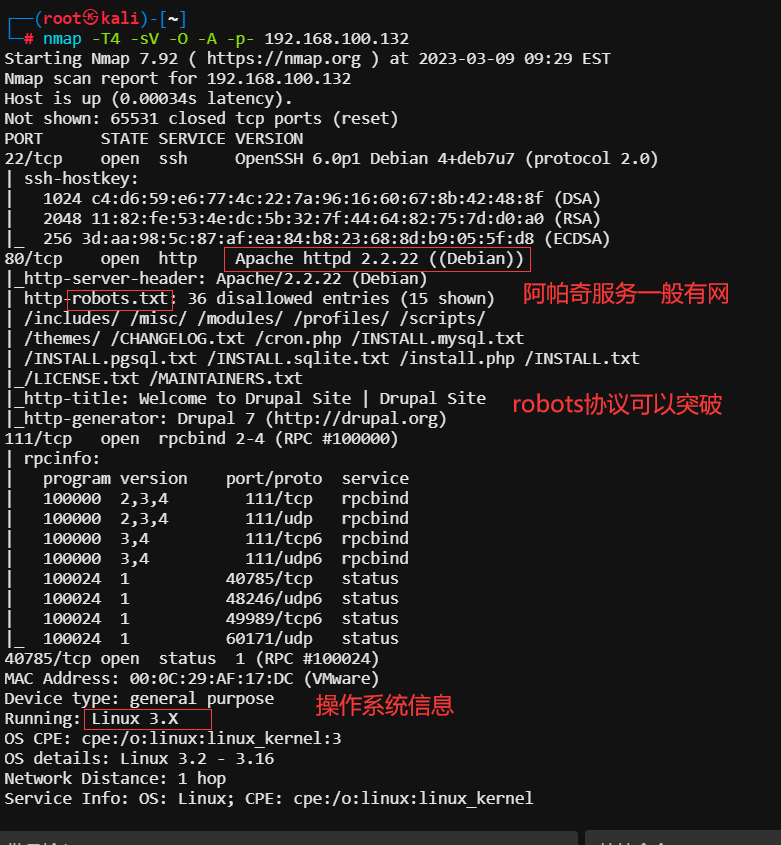 ┌──(root㉿kali)-[~]
└─# nmap -T4 -sV -O -A -p- 192.168.100.132
Starting Nmap 7.92 ( https://nmap.org ) at 2023-03-09 09:29 EST
Nmap scan report for 192.168.100.132
Host is up (0.00034s latency).
Not shown: 65531 closed tcp ports (reset)
PORT      STATE SERVICE VERSION
22/tcp    open  ssh     OpenSSH 6.0p1 Debian 4+deb7u7 (protocol 2.0)
| ssh-hostkey:
|   1024 c4:d6:59:e6:77:4c:22:7a:96:16:60:67:8b:42:48:8f (DSA)
|   2048 11:82:fe:53:4e:dc:5b:32:7f:44:64:82:75:7d:d0:a0 (RSA)
|_  256 3d:aa:98:5c:87:af:ea:84:b8:23:68:8d:b9:05:5f:d8 (ECDSA)
80/tcp    open  http    Apache httpd 2.2.22 ((Debian))
|_http-server-header: Apache/2.2.22 (Debian)
| http-robots.txt: 36 disallowed entries (15 shown)
阿帕奇服务一般有网
| /includes/ /misc/ /modules/ /profiles/ /scripts/
| /themes/ /CHANGELOG.txt /cron.php /INSTALL.mysql.txt
| /INSTALL.pgsql.txt /INSTALL.sqlite.txt /install.php /INSTALL.txt
|_/LICENSE.txt /MAINTAINERS.txt
|_http-title: Welcome to Drupal Site | Drupal Site
robots协议可以突破
|_http-generator: Drupal 7 (http://drupal.org)
111/tcp   open  rpcbind 2-4 (RPC #100000)
| rpcinfo:
|   program version    port/proto  service
|   100000  2,3,4        111/tcp   rpcbind
|   100000  2,3,4        111/udp   rpcbind
|   100000  3,4          111/tcp6  rpcbind
|   100000  3,4          111/udp6  rpcbind
|   100024  1          40785/tcp   status
|   100024  1          48246/udp6  status
|   100024  1          49989/tcp6  status
|_  100024  1          60171/udp   status
40785/tcp open  status  1 (RPC #100024)
MAC Address: 00:0C:29:AF:17:DC (VMware)
Device type: general purpose
操作系统信息
Running: Linux 3.X
OS CPE: cpe:/o:linux:linux_kernel:3
OS details: Linux 3.2 - 3.16
Network Distance: 1 hop
Service Info: OS: Linux; CPE: cpe:/o:linux:linux_kernel